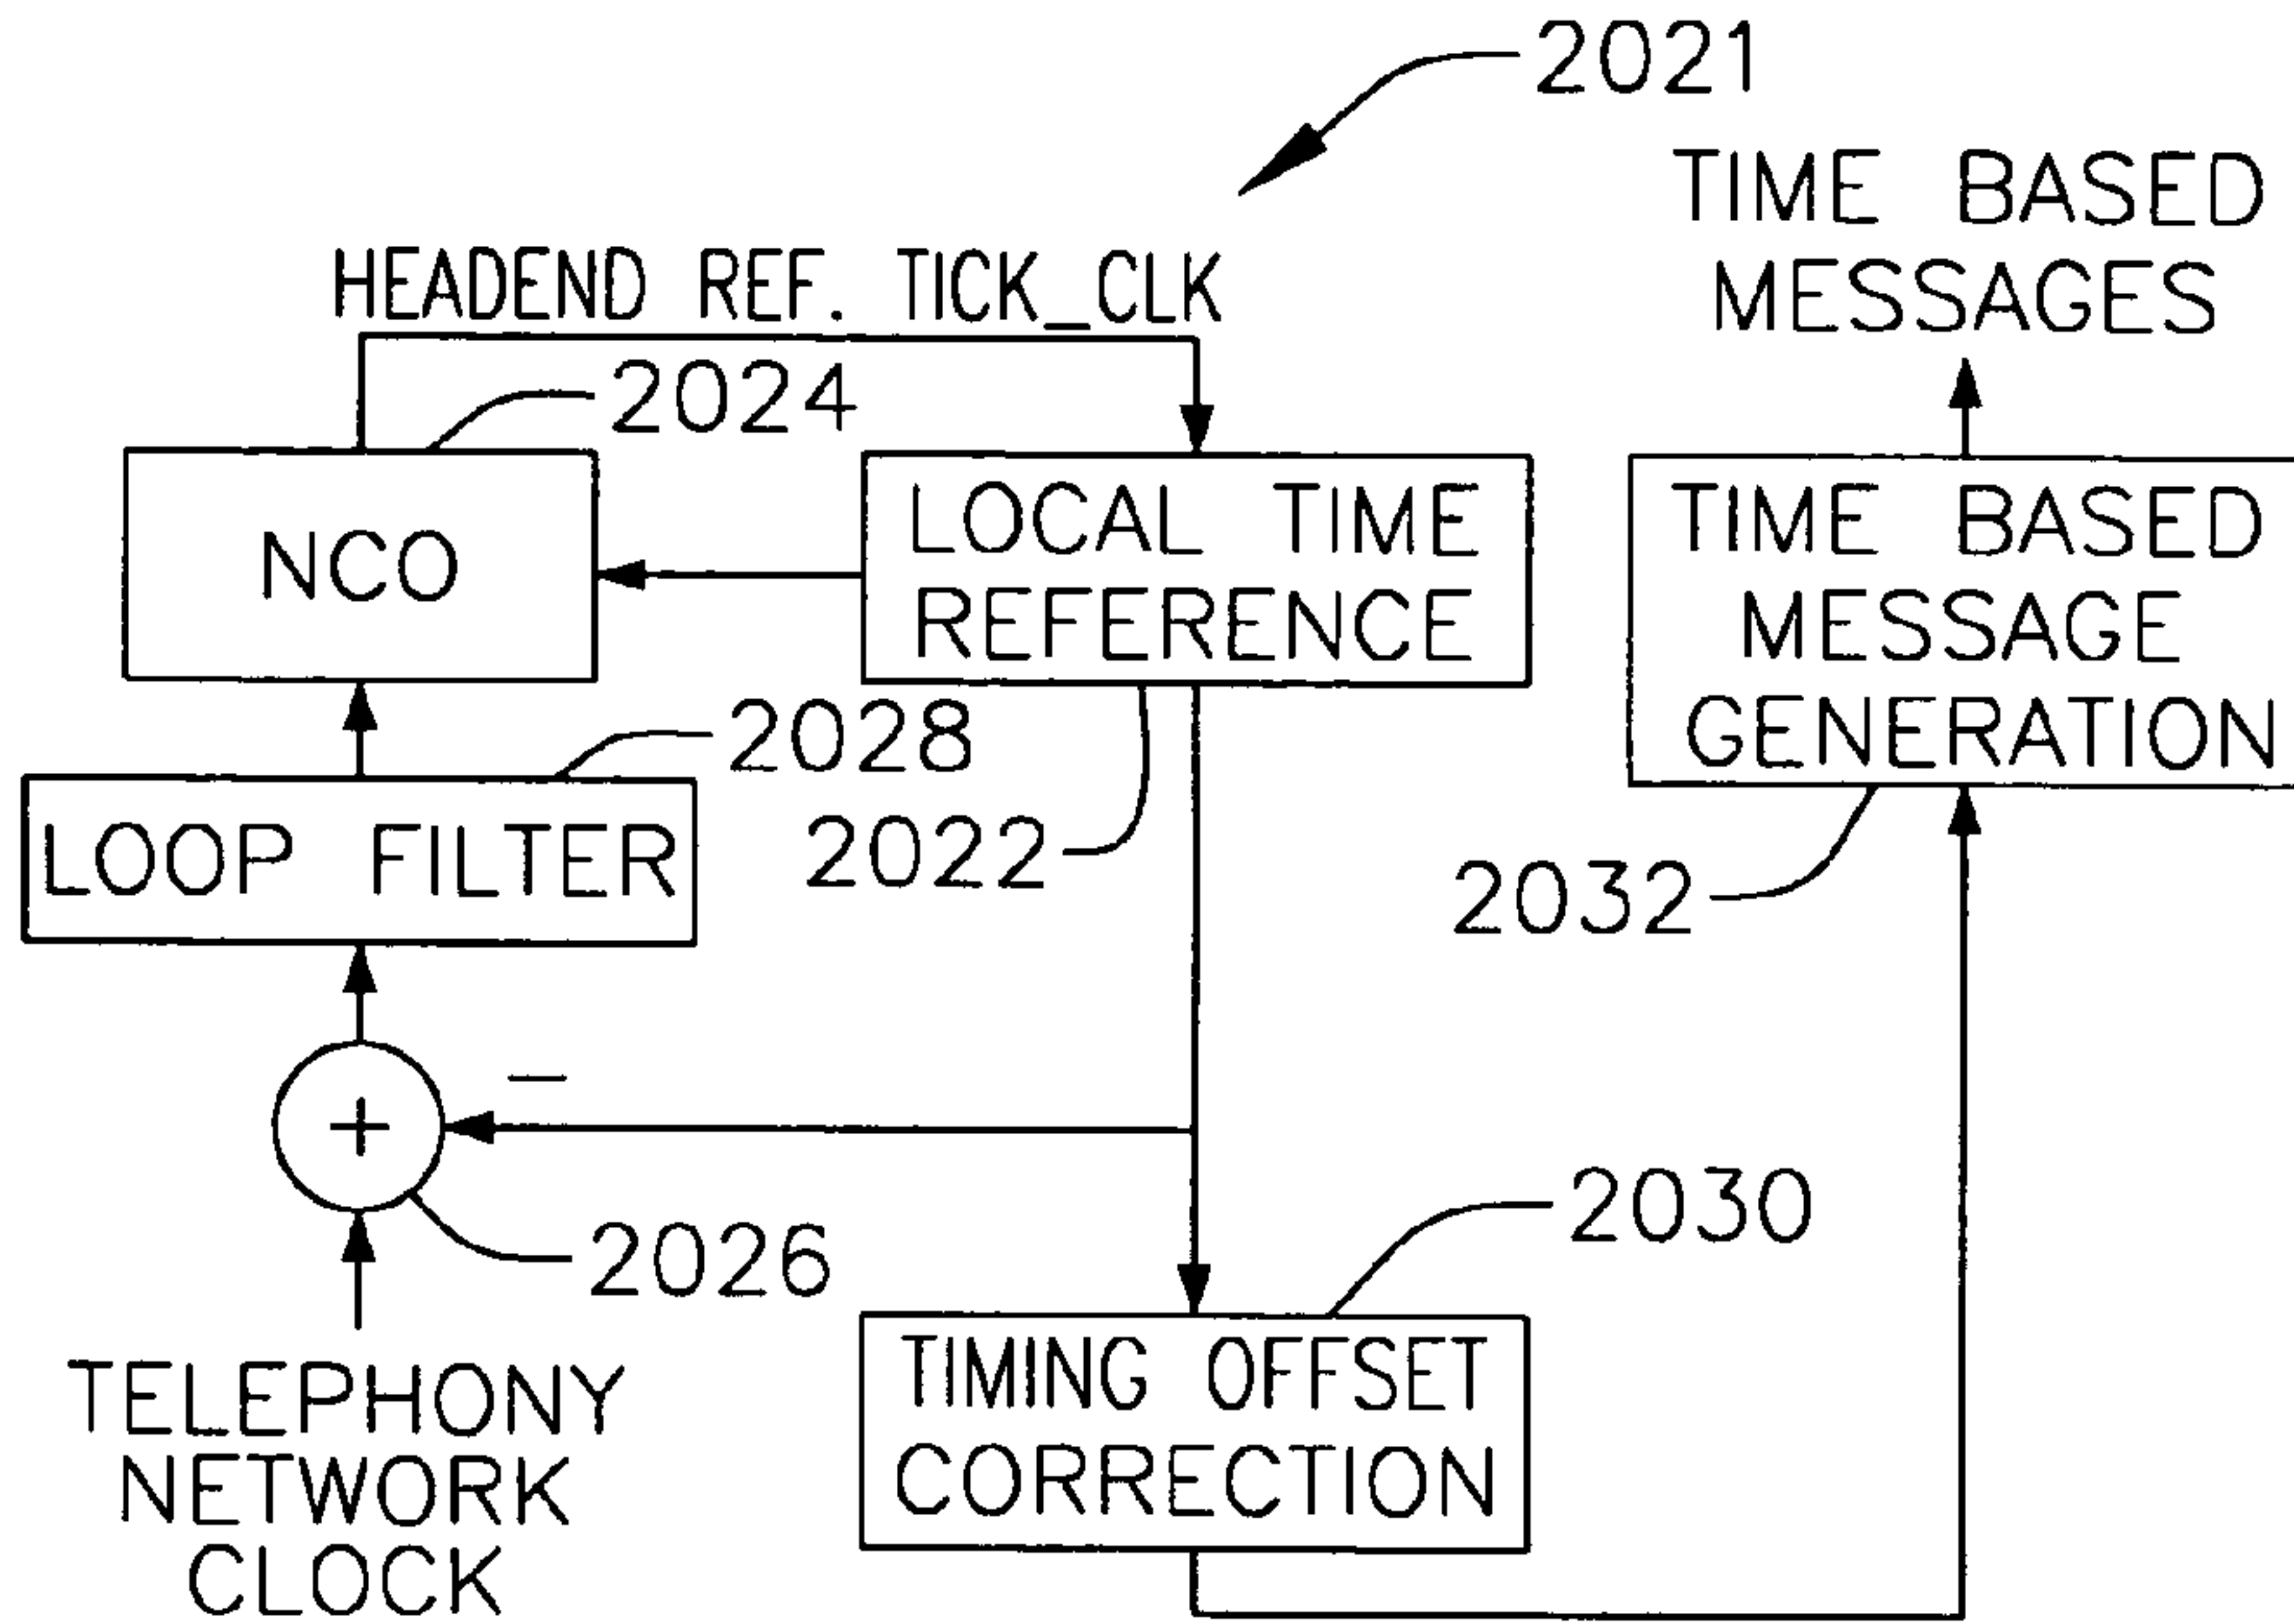 2021
TIME BASED
MESSAGES
HEADEND REF. TICK_CLK
2024
NCO
LOCAL TIME
REFERENCE
TIME BASED
MESSAGE
GENERATION
2028
LOOP FILTER
2022
2032
−
+
2026
2030
TELEPHONY
NETWORK
CLOCK
TIMING OFFSET
CORRECTION